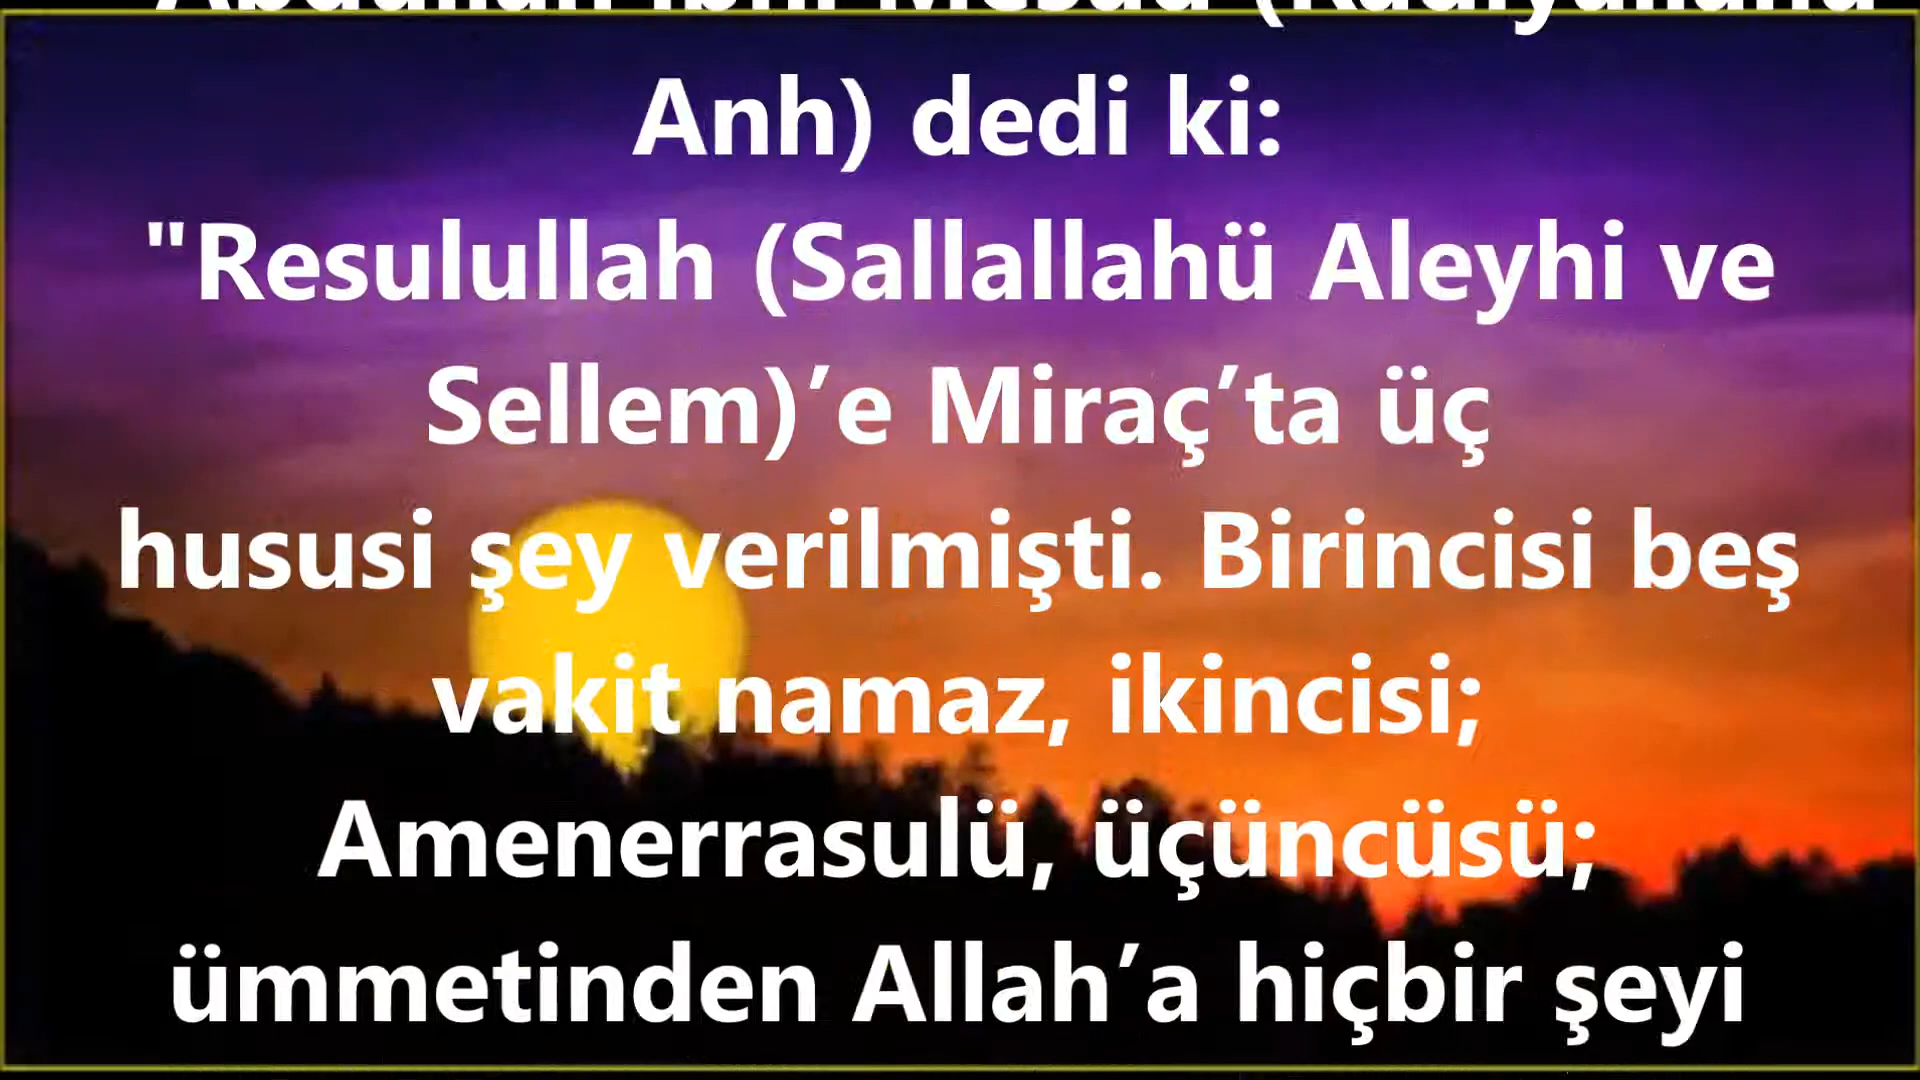 Anh) dedi ki:
"Resulullah (Sallallahü Aleyhi ve
Sellem)’e Miraç’ta üç
hususi şey verilmişti. Birincisi beş
vakit namaz, ikincisi;
Amenerrasulü, üçüncüsü;
ümmetinden Allah’a hiçbir şeyi